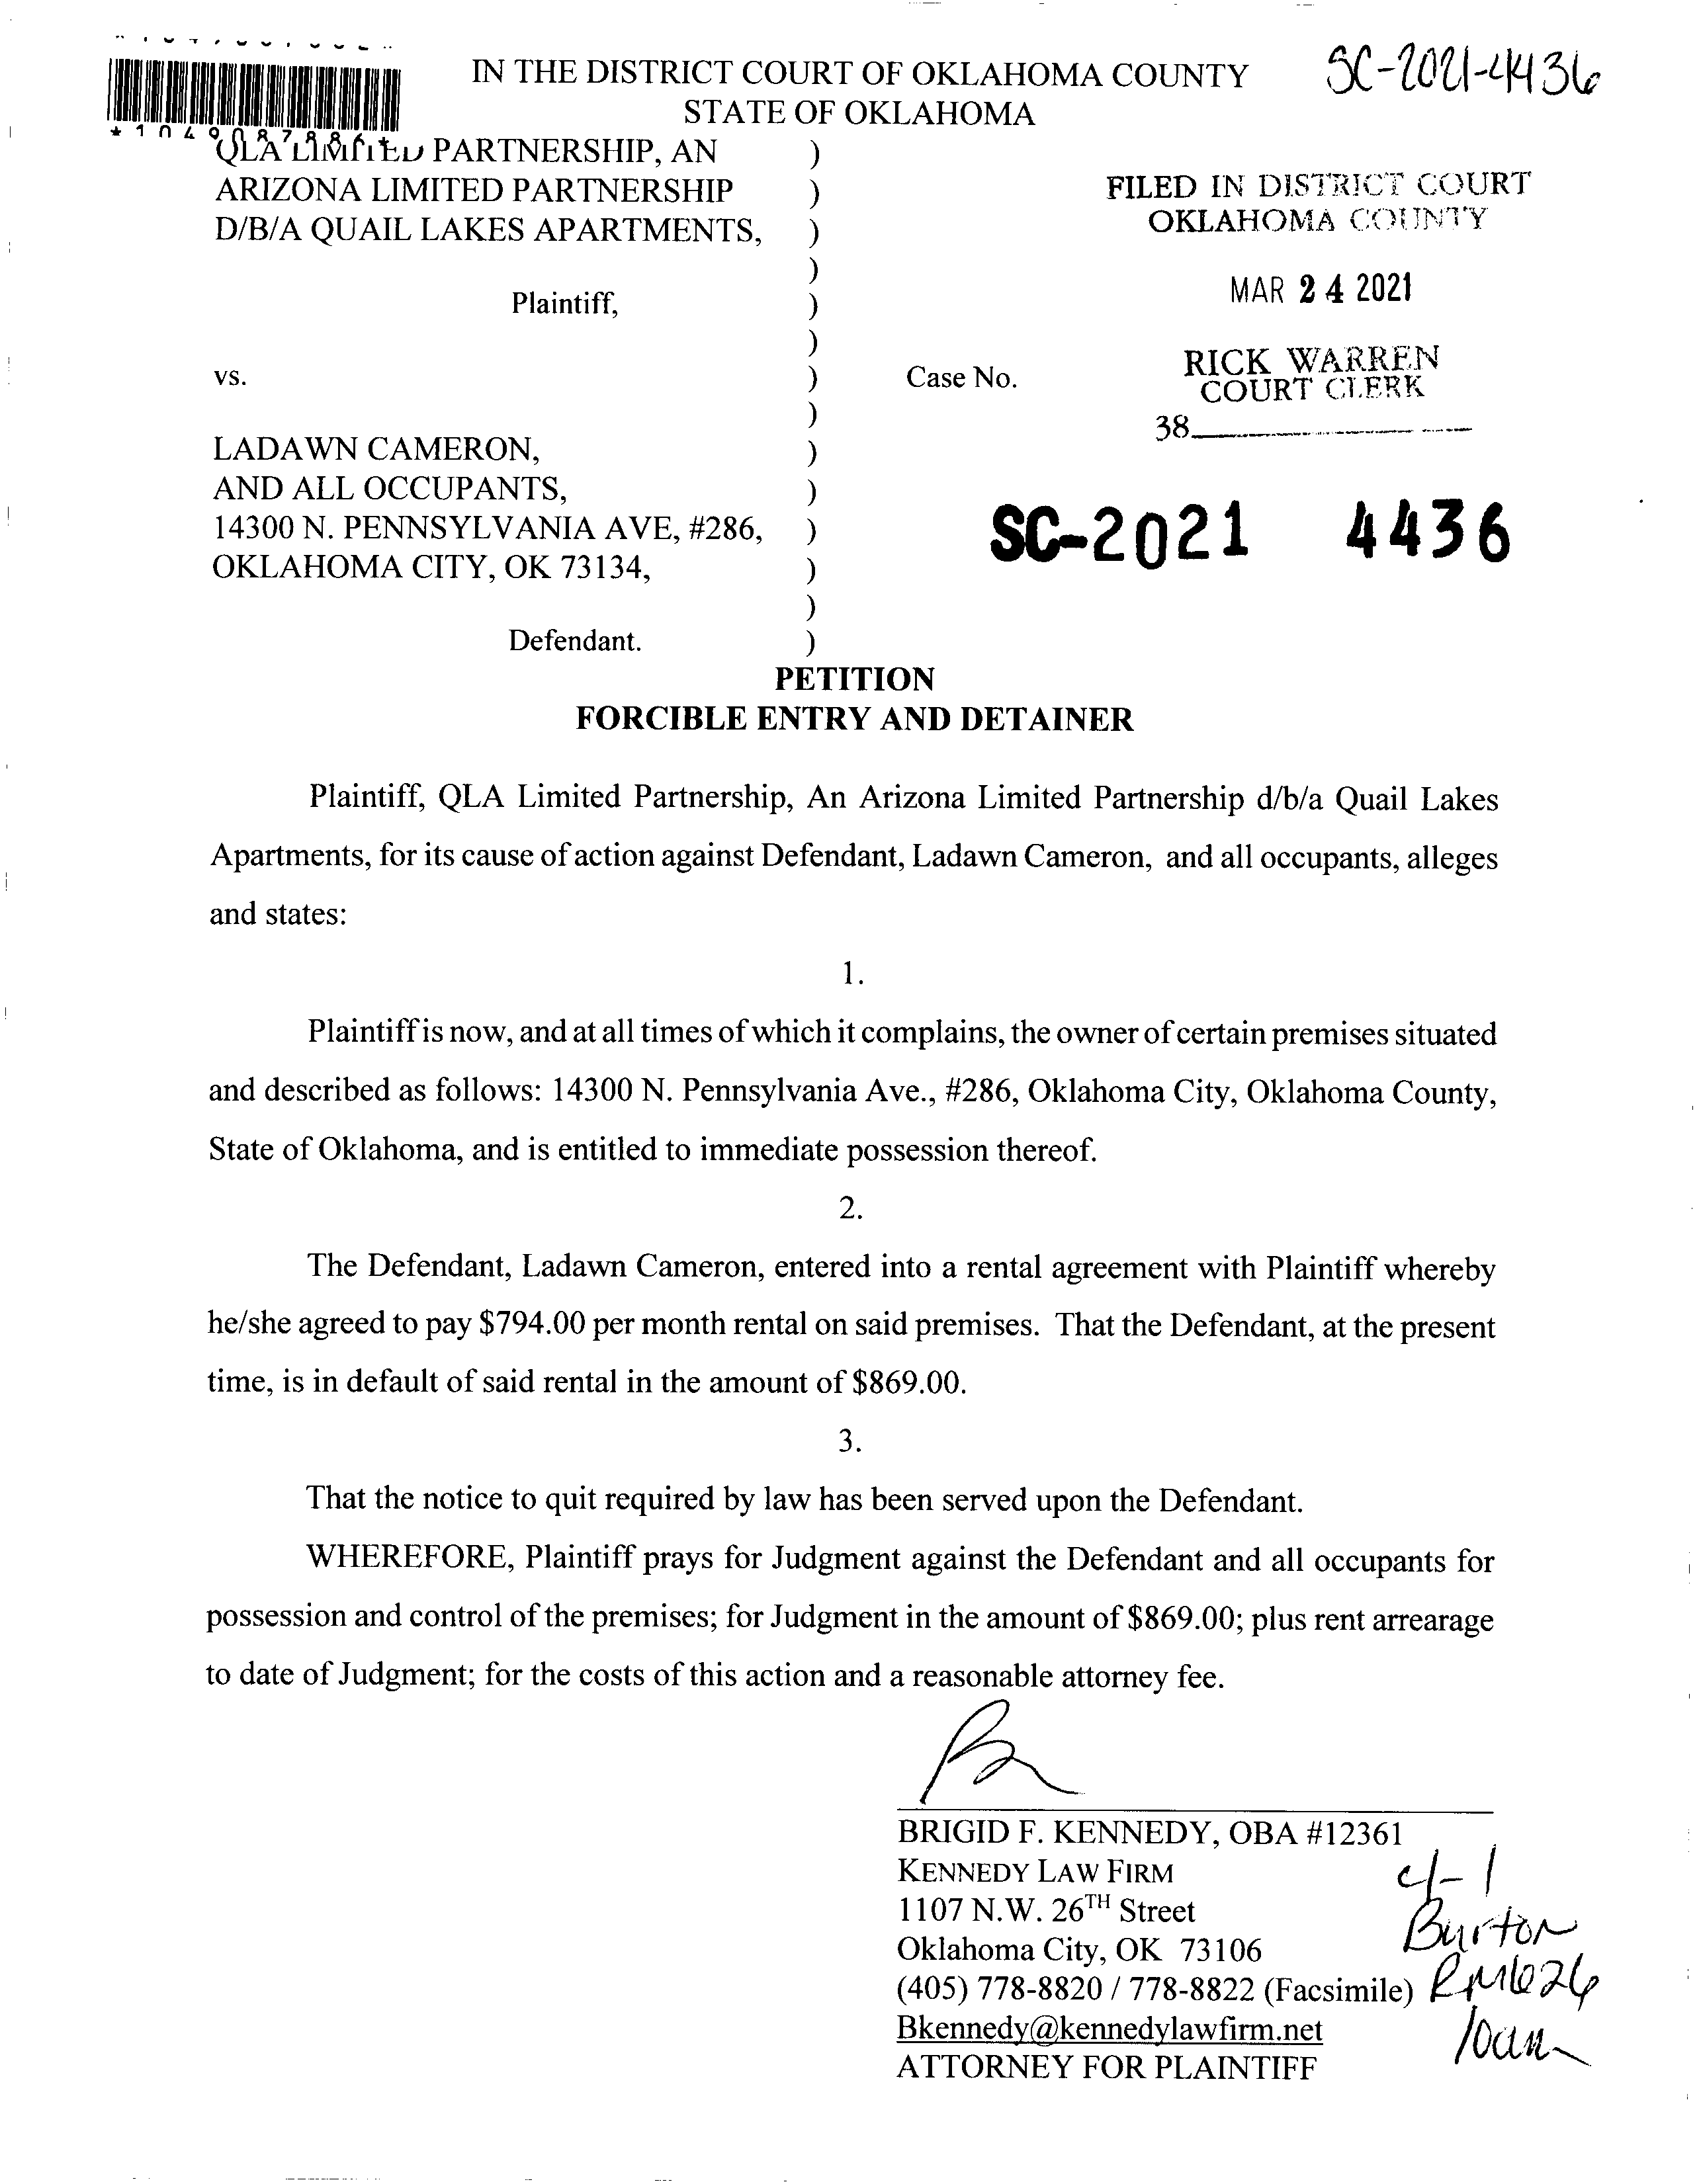 IN THE DISTRICT COURT OF OKLAHOMA COUNTY
STATE OF OKLAHOMA
SC-2021-4436
QLA LIMITED PARTNERSHIP, AN )
ARIZONA LIMITED PARTNERSHIP )
D/B/A QUAIL LAKES APARTMENTS, )
)
Plaintiff, )
)
vs. ) Case No.
)
LADAWN CAMERON, )
AND ALL OCCUPANTS, )
14300 N. PENNSYLVANIA AVE, #286, )
OKLAHOMA CITY, OK 73134, )
)
Defendant. )
FILED IN DISTRICT COURT
OKLAHOMA COUNTY
MAR 24 2021
RICK WARREN
COURT CLERK
38
SC-2021 4436
PETITION
FORCIBLE ENTRY AND DETAINER
Plaintiff, QLA Limited Partnership, An Arizona Limited Partnership d/b/a Quail Lakes
Apartments, for its cause of action against Defendant, Ladawn Cameron, and all occupants, alleges
and states:
1.
Plaintiff is now, and at all times of which it complains, the owner of certain premises situated
and described as follows: 14300 N. Pennsylvania Ave., #286, Oklahoma City, Oklahoma County,
State of Oklahoma, and is entitled to immediate possession thereof.
2.
The Defendant, Ladawn Cameron, entered into a rental agreement with Plaintiff whereby
he/she agreed to pay $794.00 per month rental on said premises. That the Defendant, at the present
time, is in default of said rental in the amount of $869.00.
3.
That the notice to quit required by law has been served upon the Defendant.
WHEREFORE, Plaintiff prays for Judgment against the Defendant and all occupants for
possession and control of the premises; for Judgment in the amount of $869.00; plus rent arrearage
to date of Judgment; for the costs of this action and a reasonable attorney fee.
BRIGID F. KENNEDY, OBA #12361
KENNEDY LAW FIRM
1107 N.W. 26TH Street
Oklahoma City, OK 73106
(405) 778-8820 / 778-8822 (Facsimile)
Bkennedy@kennedylawfirm.net
ATTORNEY FOR PLAINTIFF
4-1
Burton
Rm626
10am